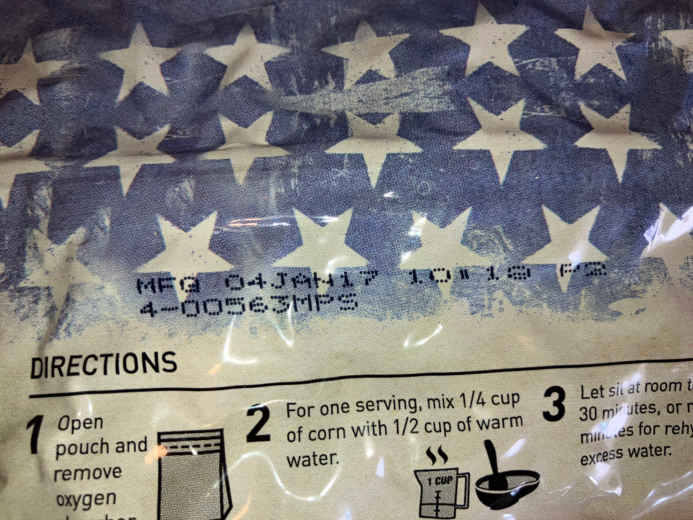 MFG 04JAN17 10:18 P2
4-00563MPS
DIRECTIONS
1 Open
pouch and
remove
oxygen
2 For one serving, mix 1/4 cup
of corn with 1/2 cup of warm
water.
1 CUP
3 Let sit at room
30 minutes, or
minutes for
excess water.